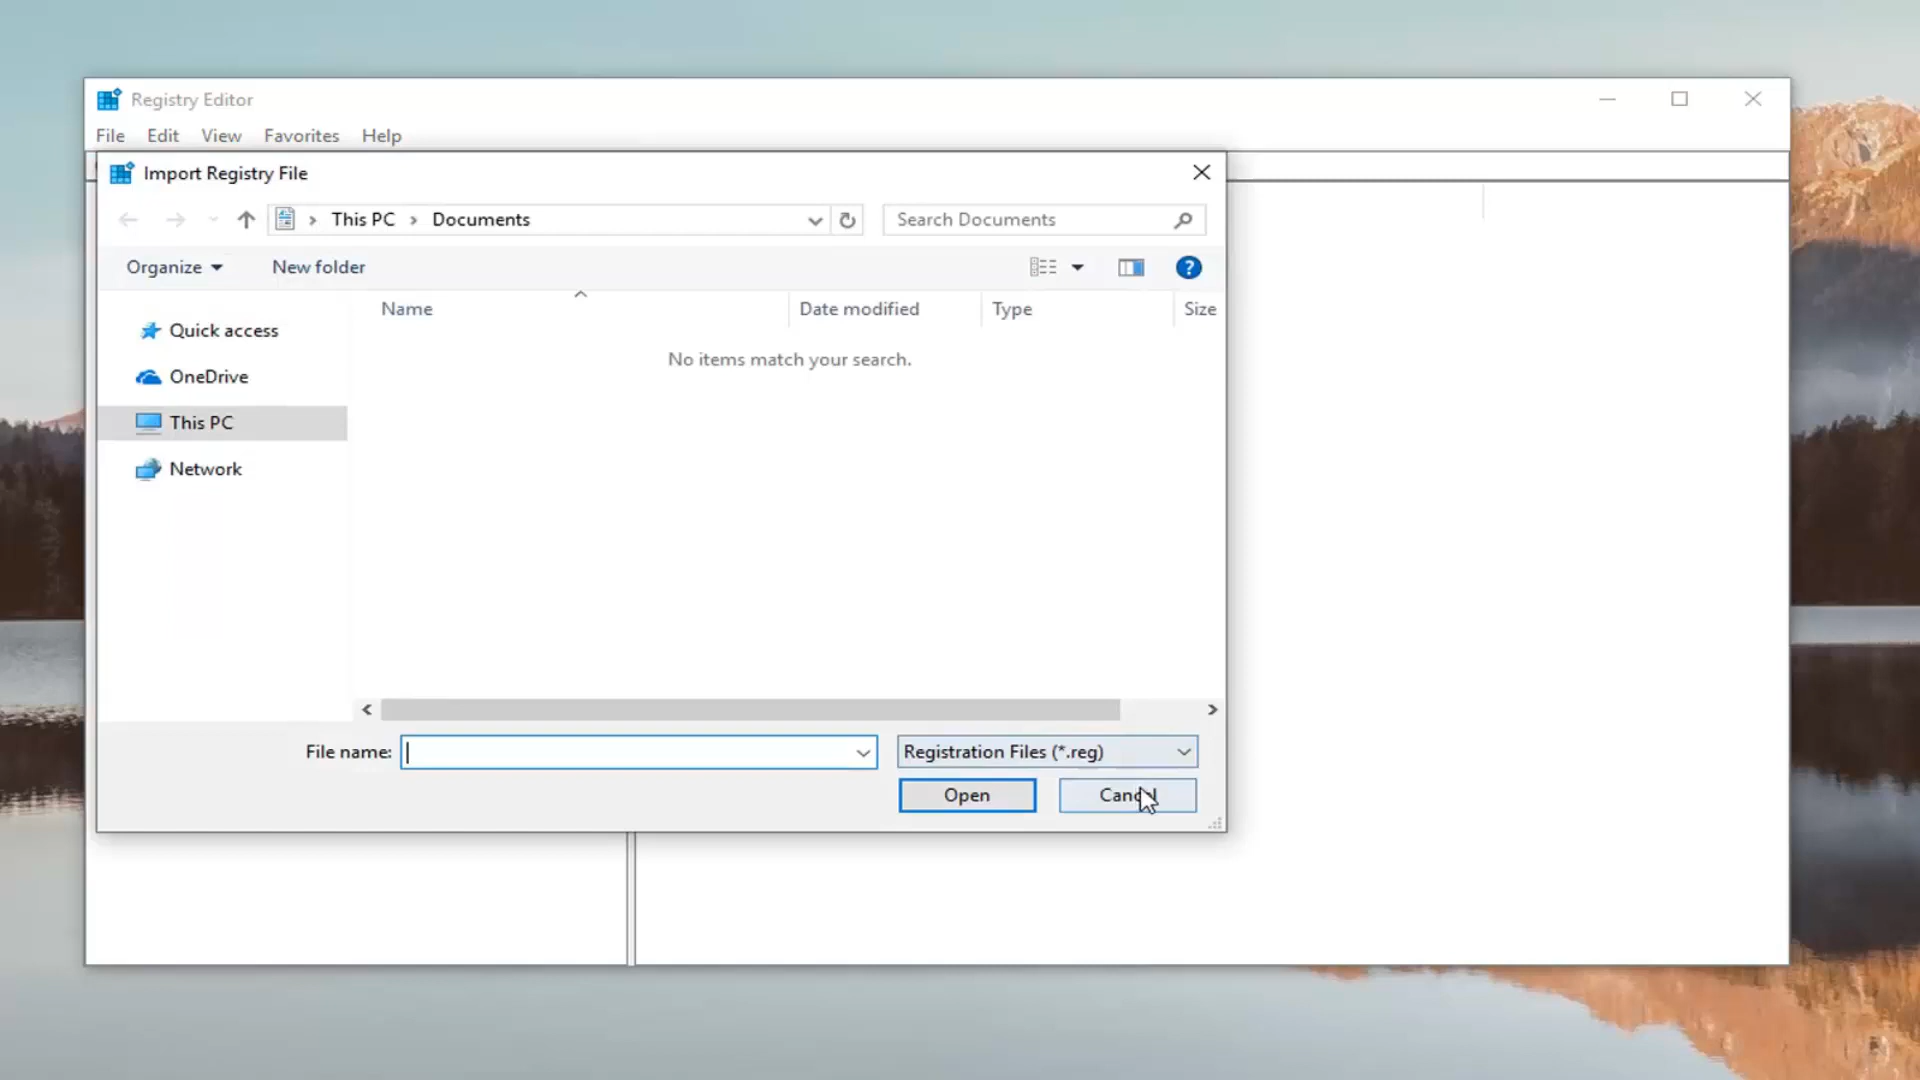 Registry Editor
File Edit View Favorites Help
Import Registry File
This PC > Documents
Search Documents
Organize New folder
Name Date modified Type Size
Quick access
No items match your search.
OneDrive
This PC
Network
File name: Registration Files (*.reg)
Open Cancel